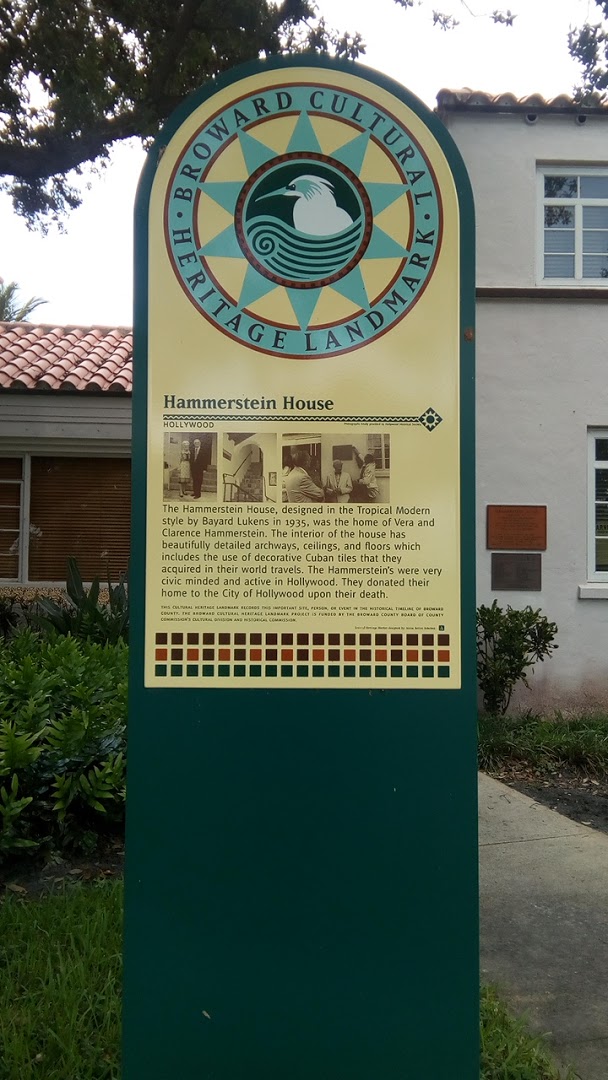 BROWARD CULTURAL
HERITAGE LANDMARK
Hammerstein House
HOLLYWOOD
The Hammerstein House, designed in the Tropical Modern
style by Bayard Lukens in 1935, was the home of Vera and
Clarence Hammerstein. The interior of the house has
beautifully detailed archways, ceilings, and floors which
includes the use of decorative Cuban tiles that they
acquired in their world travels. The Hammerstein's were very
civic minded and active in Hollywood. They donated their
home to the City of Hollywood upon their death.
THIS CULTURAL HERITAGE LANDMARK RECORDS THIS IMPORTANT SITE, PERSON, OR EVENT IN THE HISTORICAL TIMELINE OF BROWARD
COUNTY. THE BROWARD CULTURAL HERITAGE LANDMARK PROJECT IS FUNDED BY THE BROWARD COUNTY BOARD OF COUNTY
COMMISSION'S CULTURAL DIVISION AND HISTORICAL COMMISSION.